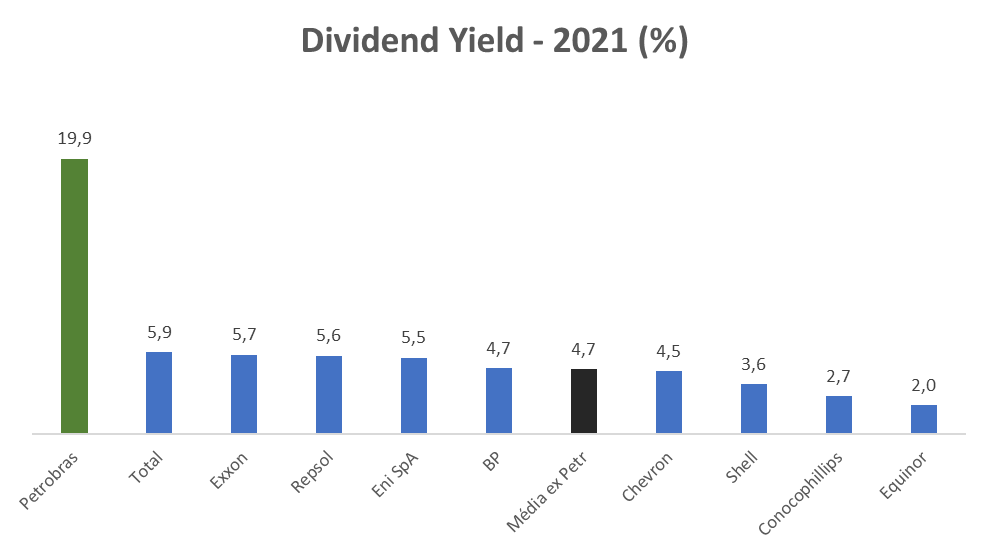 Dividend Yield - 2021 (%)
19,9
5,9
5,7
5,6
5,5
4,7
4,7
4,5
3,6
2,7
2,0
Petrobras
Total
Exxon
Repsol
Eni SpA
BP
Média ex Petr
Chevron
Shell
Conocophillips
Equinor